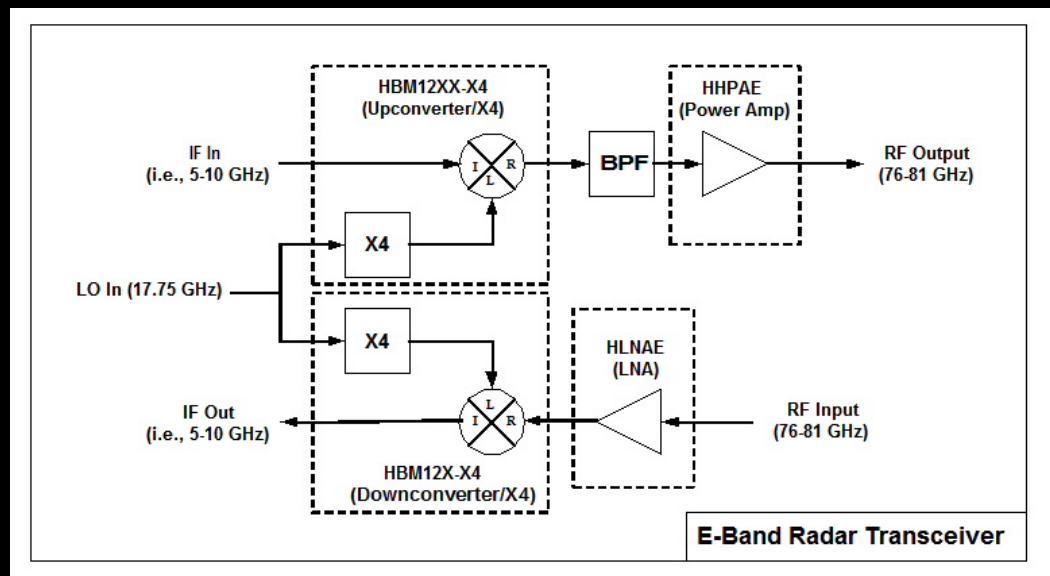 HBM12XX-X4
(Upconverter/X4)
HHPAE
(Power Amp)
IF In
(i.e., 5-10 GHz)
I
R
L
BPF
RF Output
(76-81 GHz)
X4
LO In (17.75 GHz)
X4
HLNAE
(LNA)
L
I
R
IF Out
(i.e., 5-10 GHz)
RF Input
(76-81 GHz)
HBM12X-X4
(Downconverter/X4)
E-Band Radar Transceiver